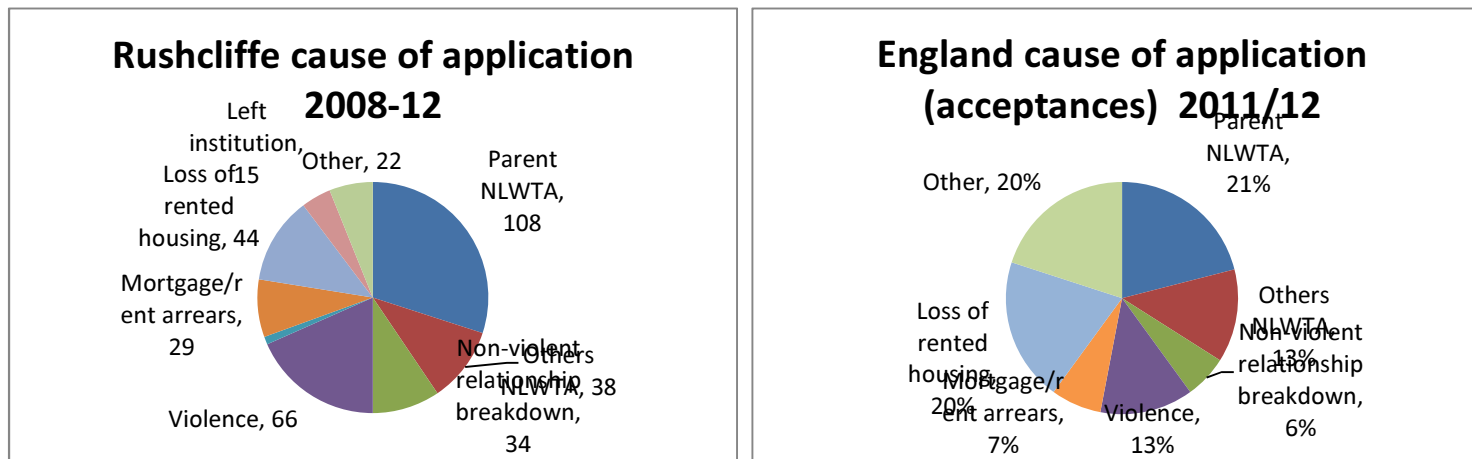 Rushcliffe cause of application
2008-12
Left
institution,
15
Other, 22
Parent
NLWTA,
108
Loss of
rented
housing, 44
Mortgage/r
ent arrears,
29
Violence, 66
Non-violent
relationship
breakdown,
34
Others
NLWTA, 38
England cause of application
(acceptances) 2011/12
Parent
NLWTA,
21%
Other, 20%
Others
NLWTA,
13%
Non-violent
relationship
breakdown,
6%
Loss of
rented
housing,
20%
Mortgage/r
ent arrears,
7%
Violence,
13%